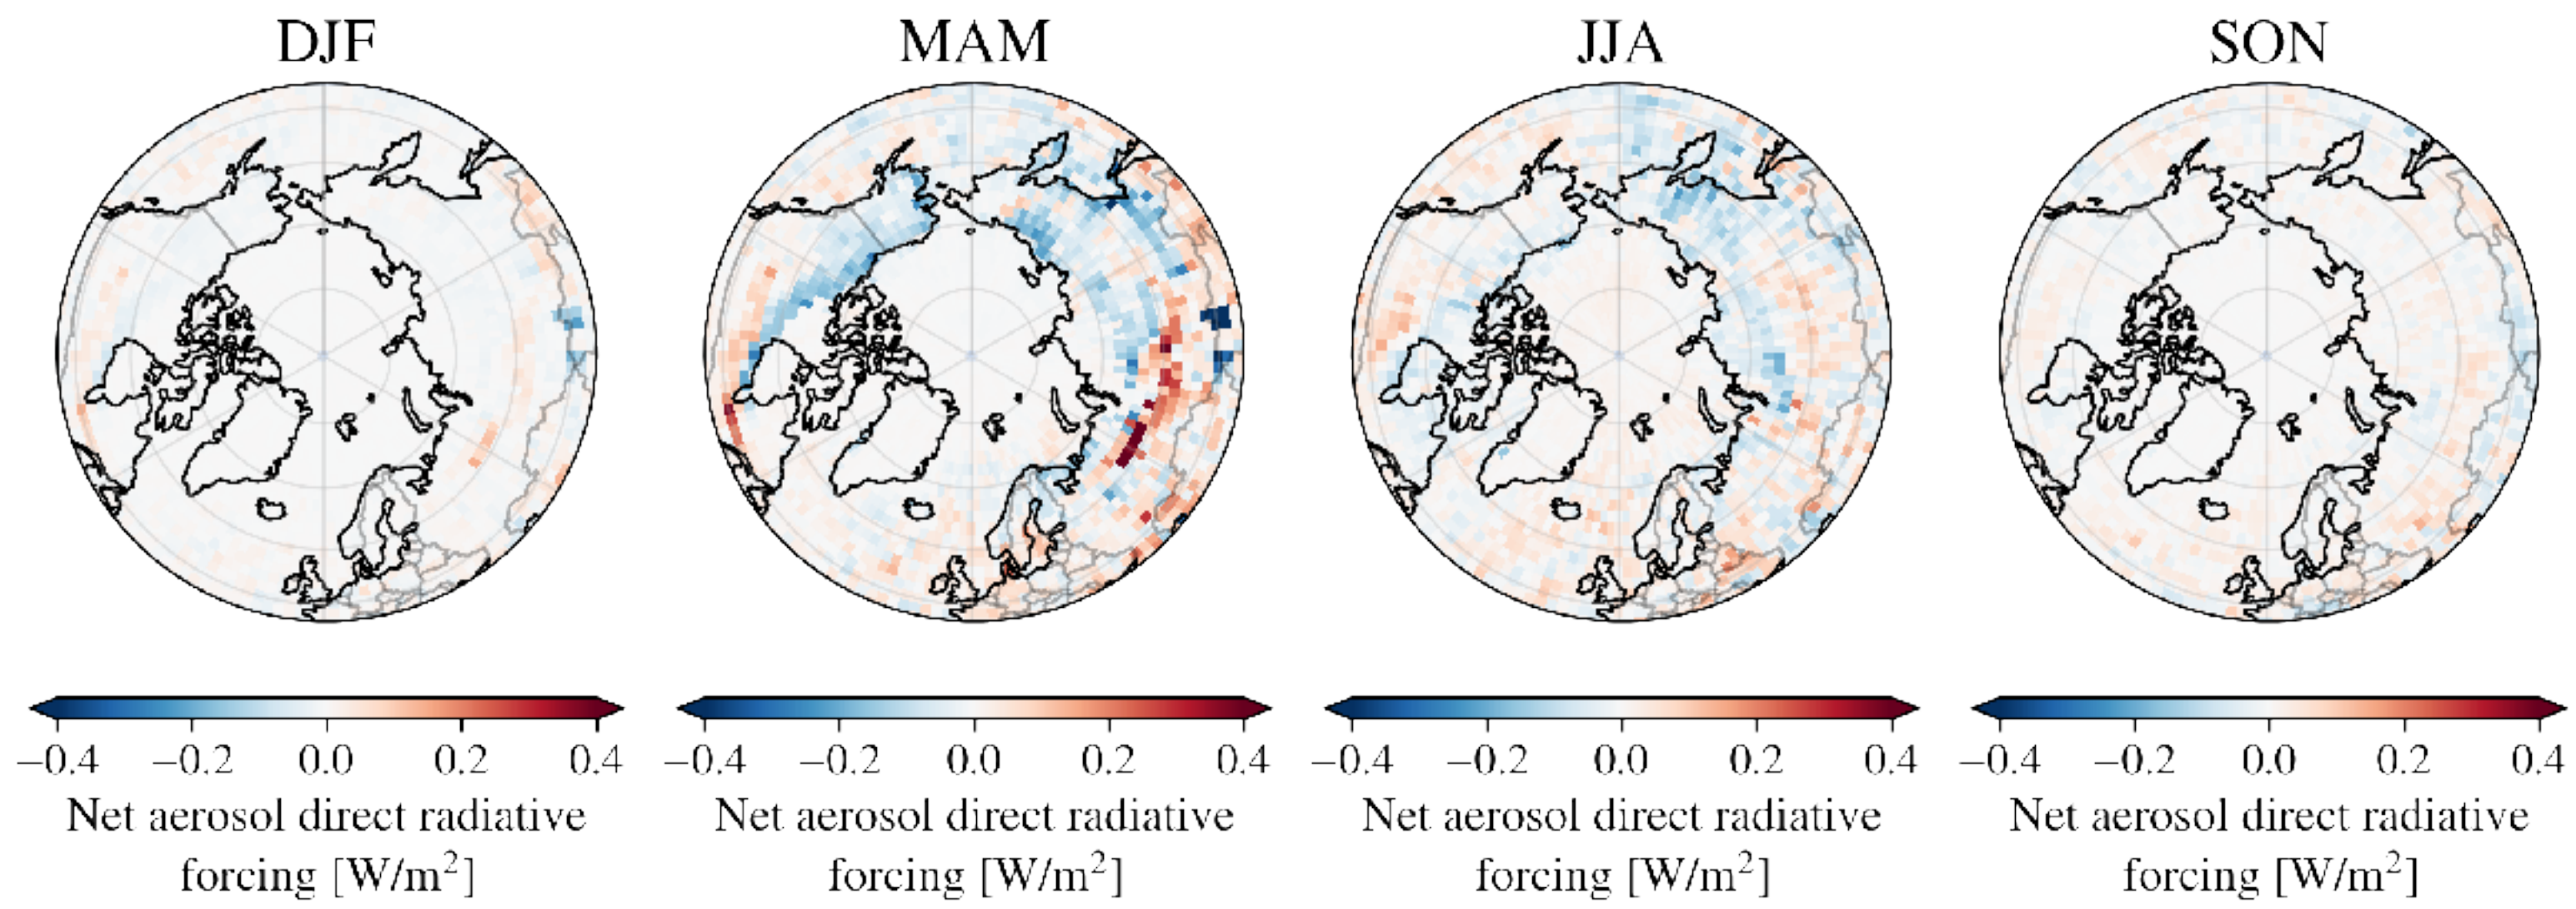 DJF MAM JJA SON
−0.4 −0.2 0.0 0.2 0.4 −0.4 −0.2 0.0 0.2 0.4 −0.4 −0.2 0.0 0.2 0.4 −0.4 −0.2 0.0 0.2 0.4
Net aerosol direct radiative Net aerosol direct radiative Net aerosol direct radiative Net aerosol direct radiative
forcing [W/m²] forcing [W/m²] forcing [W/m²] forcing [W/m²]